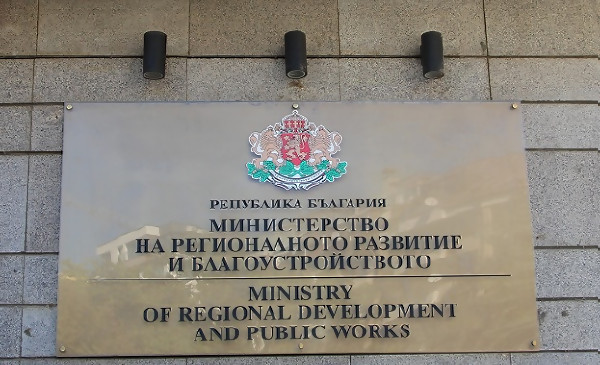 РЕПУБЛИКА БЪЛГАРИЯ
МИНИСТЕРСТВО
НА РЕГИОНАЛНОТО РАЗВИТИЕ
И БЛАГОУСТРОЙСТВОТО
MINISTRY
OF REGIONAL DEVELOPMENT
AND PUBLIC WORKS